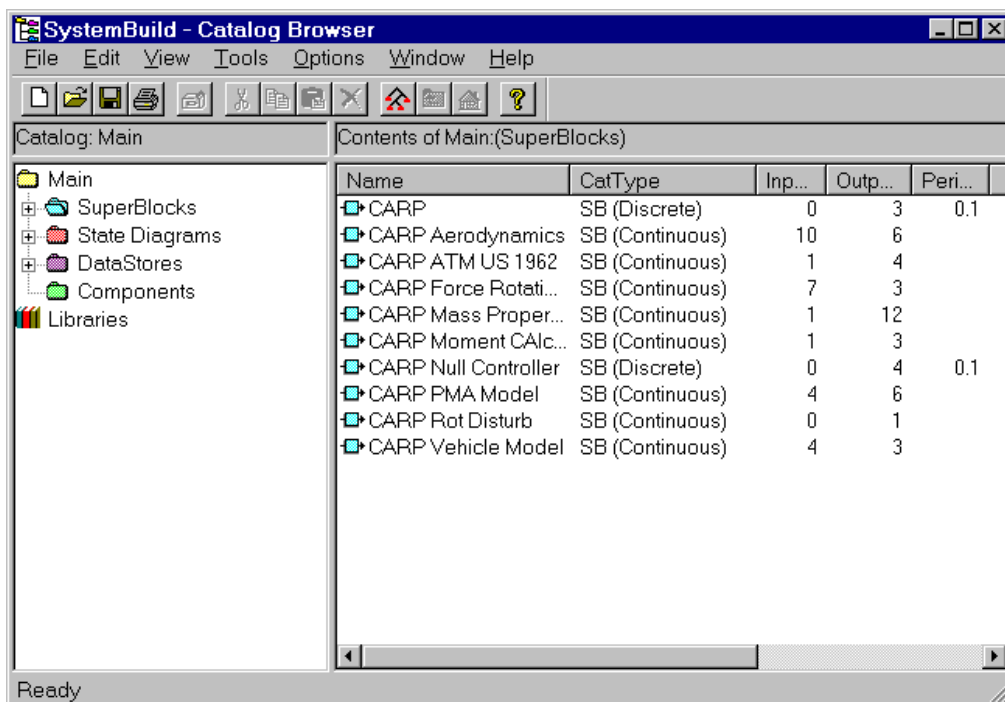 SystemBuild - Catalog Browser
File Edit View Tools Options Window Help
Catalog: Main
Contents of Main:(SuperBlocks)
Main
SuperBlocks
State Diagrams
DataStores
Components
Libraries
Name CatType Inp... Outp... Peri...
CARP SB (Discrete) 0 3 0.1
CARP Aerodynamics SB (Continuous) 10 6
CARP ATM US 1962 SB (Continuous) 1 4
CARP Force Rotati... SB (Continuous) 7 3
CARP Mass Proper... SB (Continuous) 1 12
CARP Moment CAlc... SB (Continuous) 1 3
CARP Null Controller SB (Discrete) 0 4 0.1
CARP PMA Model SB (Continuous) 4 6
CARP Rot Disturb SB (Continuous) 0 1
CARP Vehicle Model SB (Continuous) 4 3
Ready